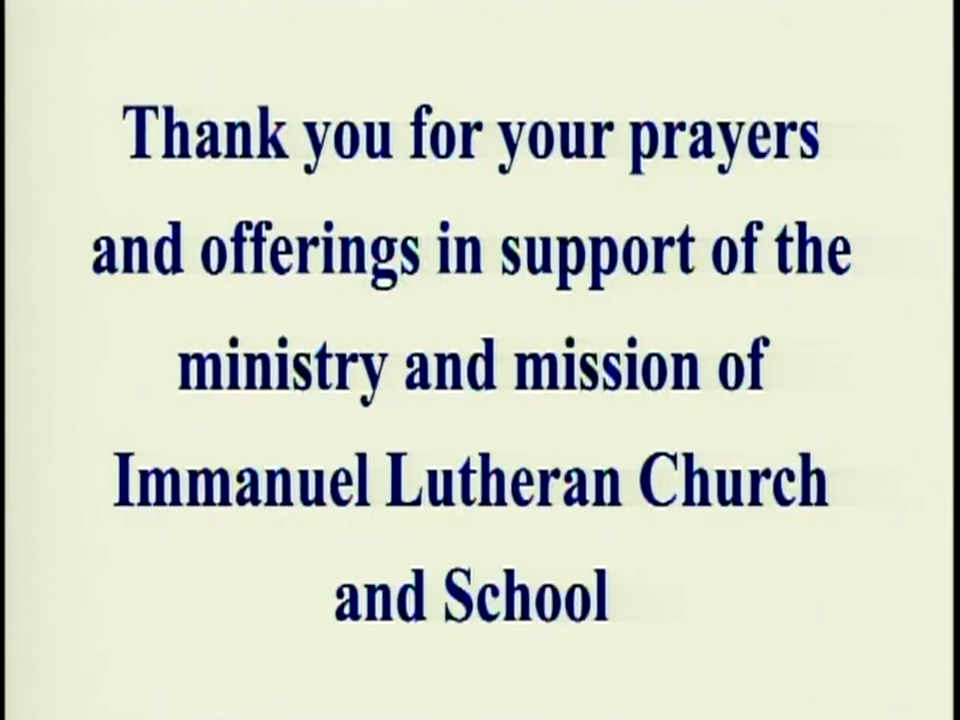 Thank you for your prayers
and offerings in support of the
ministry and mission of
Immanuel Lutheran Church
and School